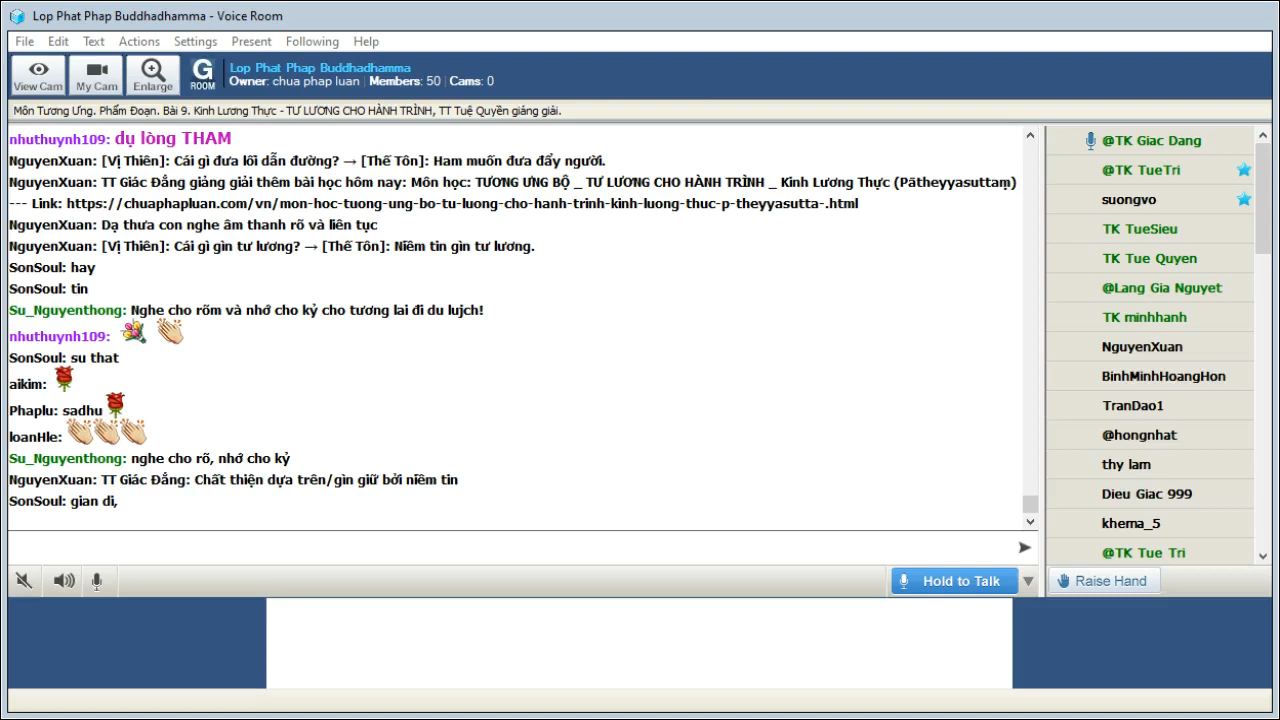 Lop Phat Phap Buddhadhamma - Voice Room
File Edit Text Actions Settings Present Following Help
View Cam My Cam Enlarge G ROOM
Lop Phat Phap Buddhadhamma
Owner: chua phap luan Members: 50 Cams: 0
Môn Tương Ưng. Phẩm Đoạn. Bài 9. Kinh Lương Thực - TƯ LƯƠNG CHO HÀNH TRÌNH, TT Tuệ Quyền giảng giải.
nhuthuynh109: dụ lòng THAM
NguyenXuan: [Vị Thiên]: Cái gì đưa lối dẫn đường? → [Thế Tôn]: Ham muốn đưa đẩy người.
NguyenXuan: TT Giác Đẳng giảng giải thêm bài học hôm nay: Môn học: TƯƠNG ƯNG BỘ _ TƯ LƯƠNG CHO HÀNH TRÌNH _ Kinh Lương Thực (Pātheyyasuttaṃ)
--- Link: https://chuaphapluan.com/vn/mon-hoc-tuong-ung-bo-tu-luong-cho-hanh-trinh-kinh-luong-thuc-p-theyyasutta-.html
NguyenXuan: Dạ thưa con nghe âm thanh rõ và liên tục
NguyenXuan: [Vị Thiên]: Cái gì gìn tư lương? → [Thế Tôn]: Niềm tin gìn tư lương.
SonSoul: hay
SonSoul: tin
Su_Nguyenthong: Nghe cho rõm và nhớ cho kỷ cho tương lai đi du lujch!
nhuthuynh109:
SonSoul: su that
aikim:
Phaplu: sadhu
loanHle:
Su_Nguyenthong: nghe cho rõ, nhớ cho kỷ
NguyenXuan: TT Giác Đẳng: Chất thiện dựa trên/gìn giữ bởi niềm tin
SonSoul: gian di,
@TK Giac Dang
@TK TueTri
suongvo
TK TueSieu
TK Tue Quyen
@Lang Gia Nguyet
TK minhhanh
NguyenXuan
BinhMinhHoangHon
TranDao1
@hongnhat
thy lam
Dieu Giac 999
khema_5
@TK Tue Tri
Hold to Talk
Raise Hand